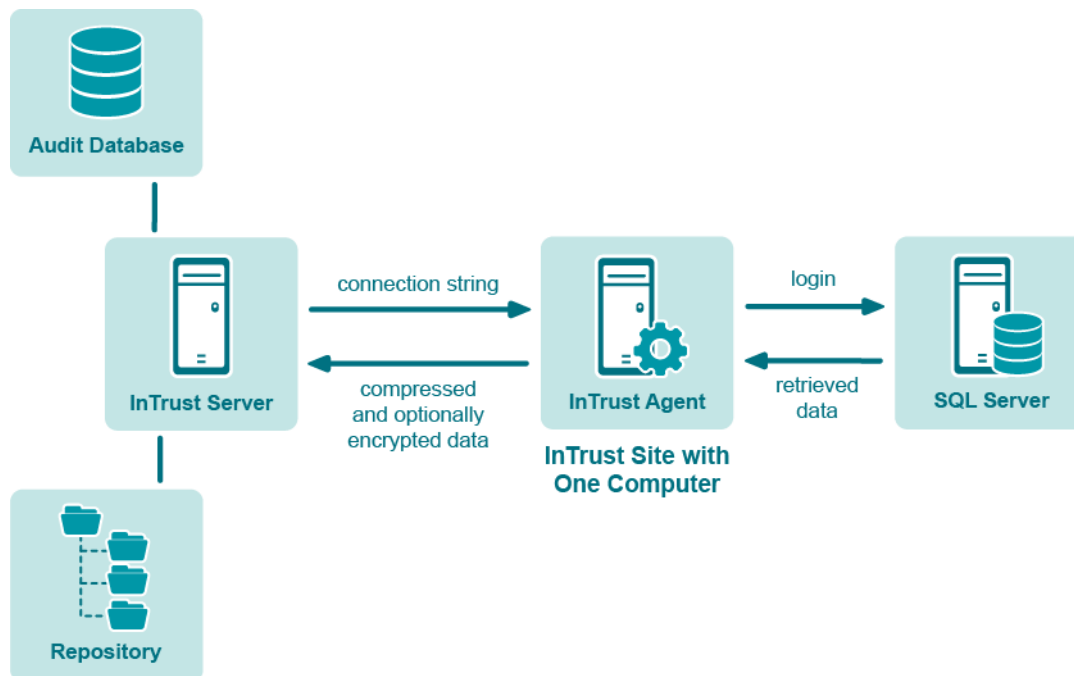 Audit Database
connection string
login
InTrust Server
compressed
and optionally
encrypted data
InTrust Agent
retrieved
data
SQL Server
InTrust Site with
One Computer
Repository